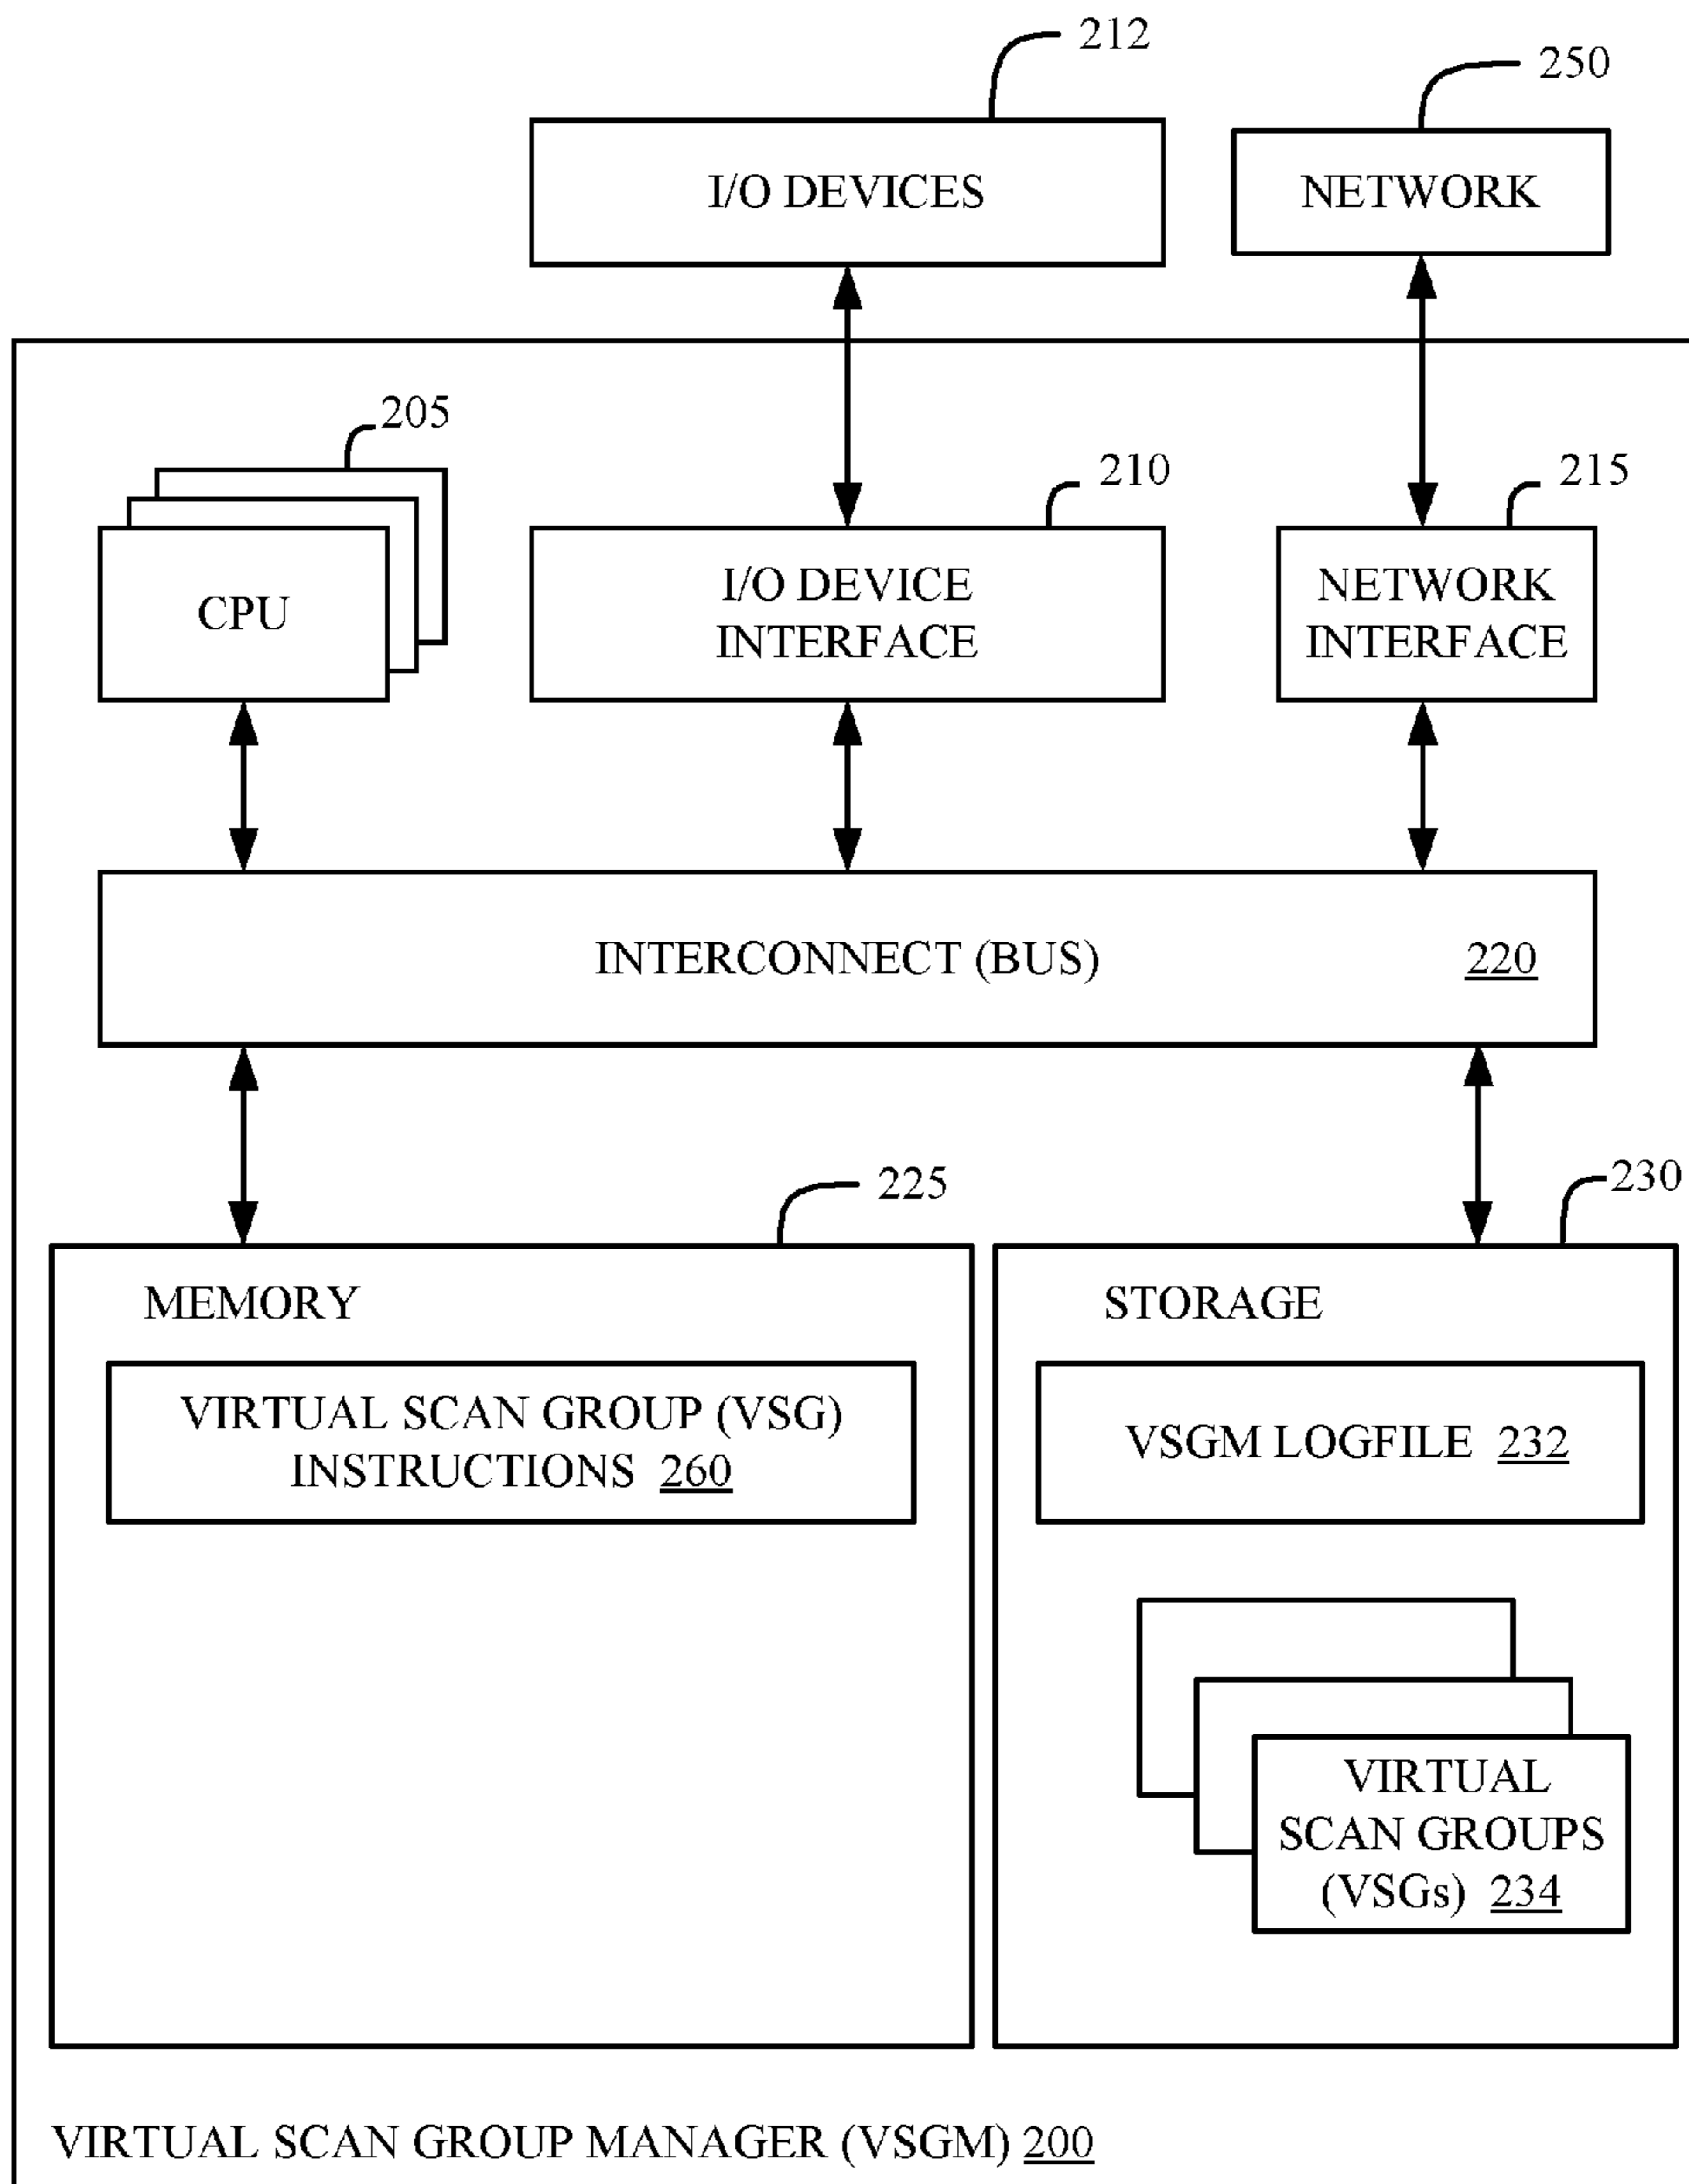 212
250
I/O DEVICES
NETWORK
205
210
215
CPU
I/O DEVICE
INTERFACE
NETWORK
INTERFACE
INTERCONNECT (BUS) 220
225
230
MEMORY
VIRTUAL SCAN GROUP (VSG)
INSTRUCTIONS 260
STORAGE
VSGM LOGFILE 232
VIRTUAL
SCAN GROUPS
(VSGs) 234
VIRTUAL SCAN GROUP MANAGER (VSGM) 200